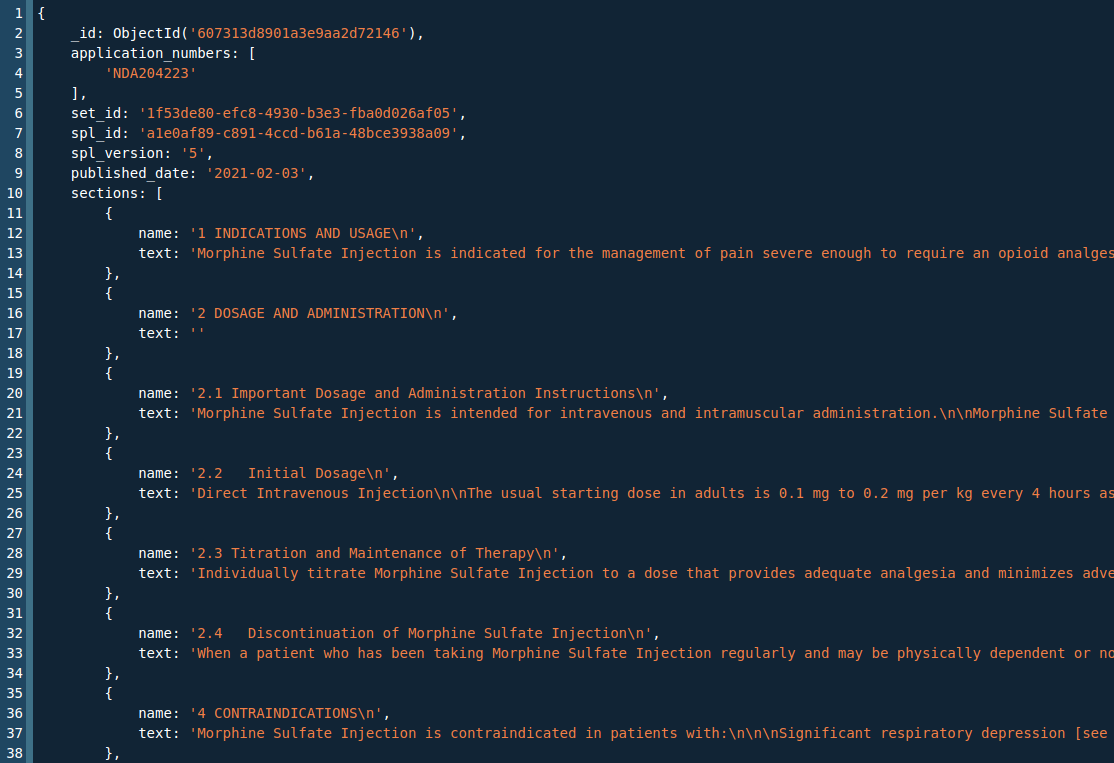 1 {
2     _id: ObjectId('607313d8901a3e9aa2d72146'),
3     application_numbers: [
4         'NDA204223'
5     ],
6     set_id: '1f53de80-efc8-4930-b3e3-fba0d026af05',
7     spl_id: 'a1e0af89-c891-4ccd-b61a-48bce3938a09',
8     spl_version: '5',
9     published_date: '2021-02-03',
10     sections: [
11         {
12             name: '1 INDICATIONS AND USAGE\n',
13             text: 'Morphine Sulfate Injection is indicated for the management of pain severe enough to require an opioid analges
14         },
15         {
16             name: '2 DOSAGE AND ADMINISTRATION\n',
17             text: ''
18         },
19         {
20             name: '2.1 Important Dosage and Administration Instructions\n',
21             text: 'Morphine Sulfate Injection is intended for intravenous and intramuscular administration.\n\nMorphine Sulfate
22         },
23         {
24             name: '2.2   Initial Dosage\n',
25             text: 'Direct Intravenous Injection\n\nThe usual starting dose in adults is 0.1 mg to 0.2 mg per kg every 4 hours as
26         },
27         {
28             name: '2.3 Titration and Maintenance of Therapy\n',
29             text: 'Individually titrate Morphine Sulfate Injection to a dose that provides adequate analgesia and minimizes adve
30         },
31         {
32             name: '2.4   Discontinuation of Morphine Sulfate Injection\n',
33             text: 'When a patient who has been taking Morphine Sulfate Injection regularly and may be physically dependent or no
34         },
35         {
36             name: '4 CONTRAINDICATIONS\n',
37             text: 'Morphine Sulfate Injection is contraindicated in patients with:\n\n\nSignificant respiratory depression [see
38         },